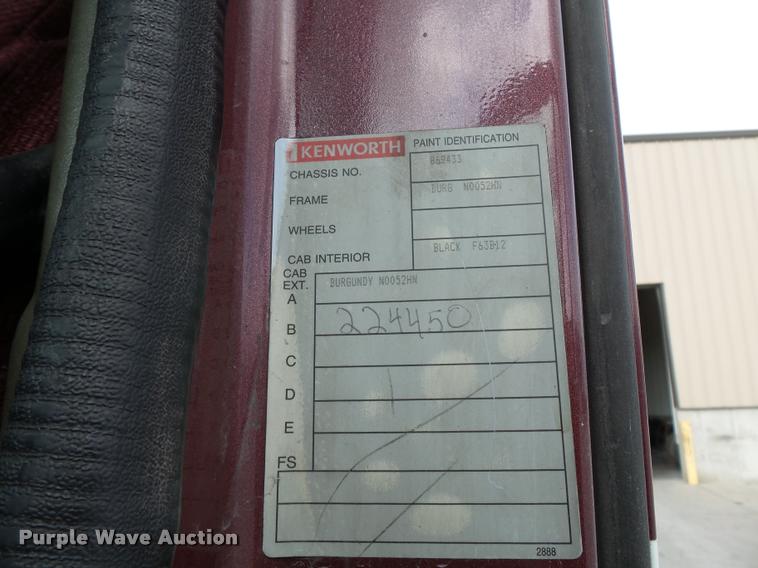 KENWORTH PAINT IDENTIFICATION
CHASSIS NO. 869433
FRAME BURG N0052HN
WHEELS
CAB INTERIOR BLACK F63B12
CAB EXT.
A BURGUNDY N0052HN
B 224450
C
D
E
FS
2888
Purple Wave Auction